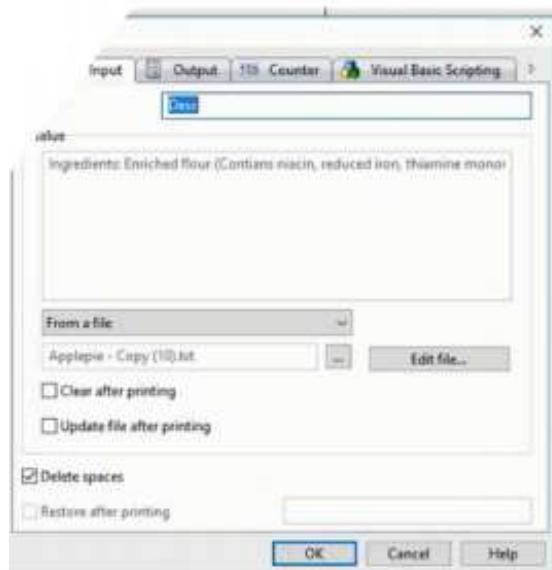 Input Output 123 Counter Visual Basic Scripting
Desc
alue
Ingredients: Enriched flour (Contians niacin, reduced iron, thiamine monor
From a file
Applepie - Copy (10).txt ... Edit file...
Clear after printing
Update file after printing
Delete spaces
Restore after printing
OK Cancel Help